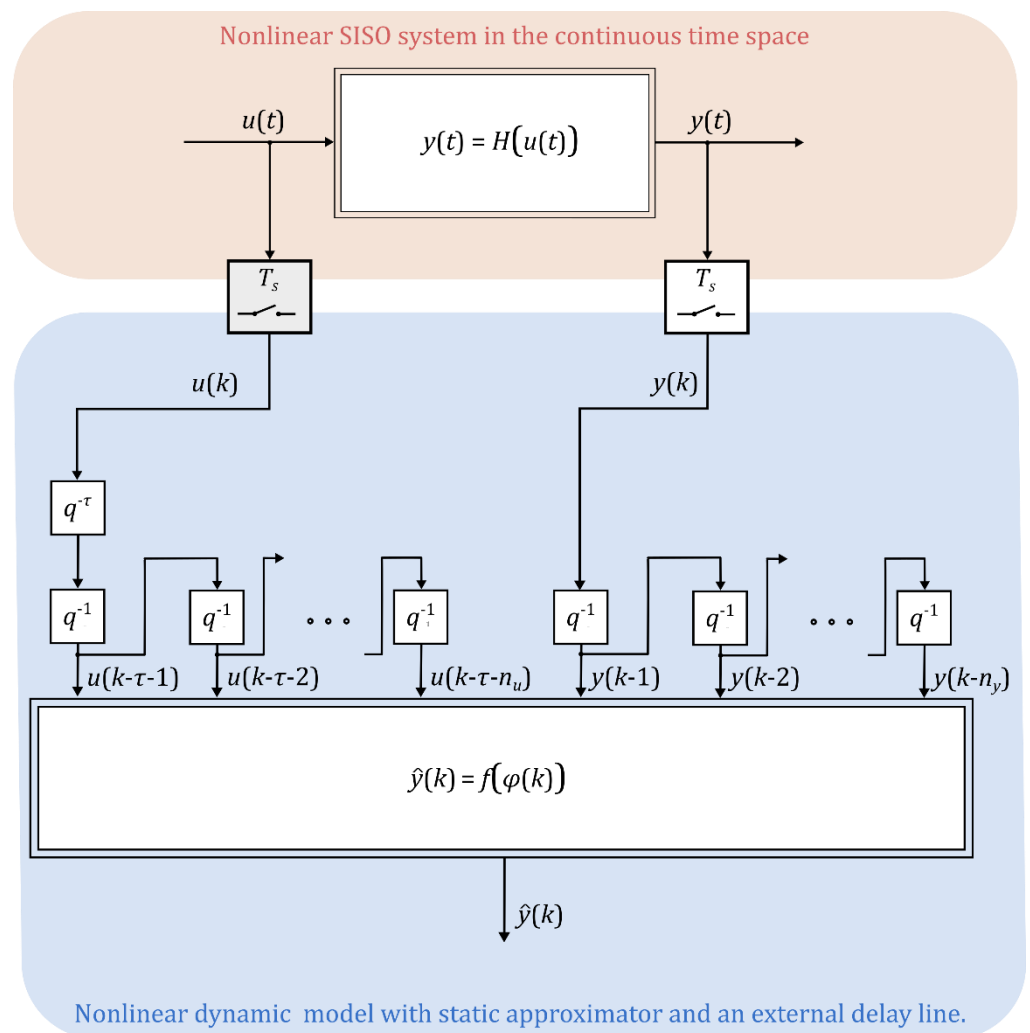 Nonlinear SISO system in the continuous time space
u(t)
y(t) = H(u(t))
y(t)
Tₛ
Tₛ
u(k)
y(k)
q⁻τ
q⁻¹
q⁻¹
∘ ∘ ∘
q⁻¹
q⁻¹
q⁻¹
∘ ∘ ∘
q⁻¹
u(k-τ-1)
u(k-τ-2)
u(k-τ-nᵤ)
y(k-1)
y(k-2)
y(k-n_y)
ŷ(k) = f(φ(k))
ŷ(k)
Nonlinear dynamic model with static approximator and an external delay line.